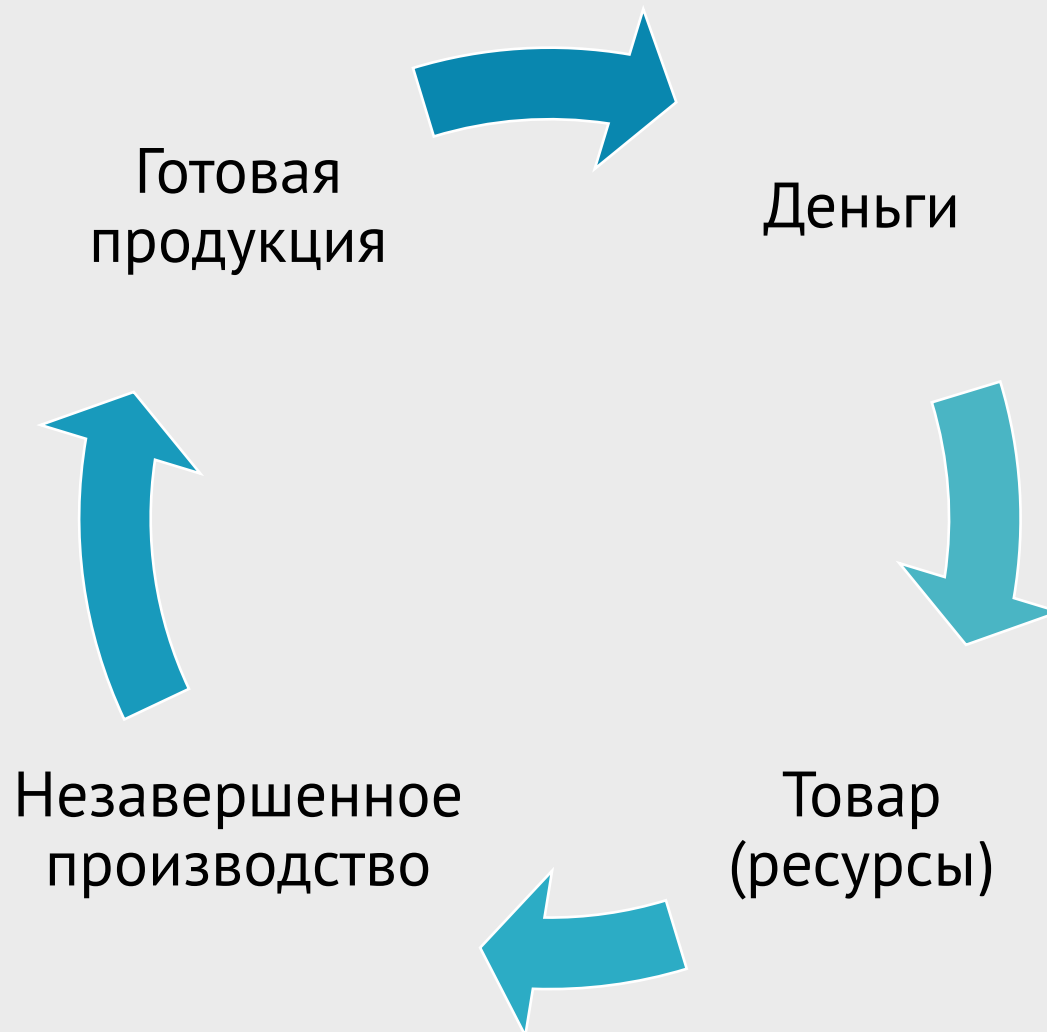 Готовая
продукция
Деньги
Незавершенное
производство
Товар
(ресурсы)